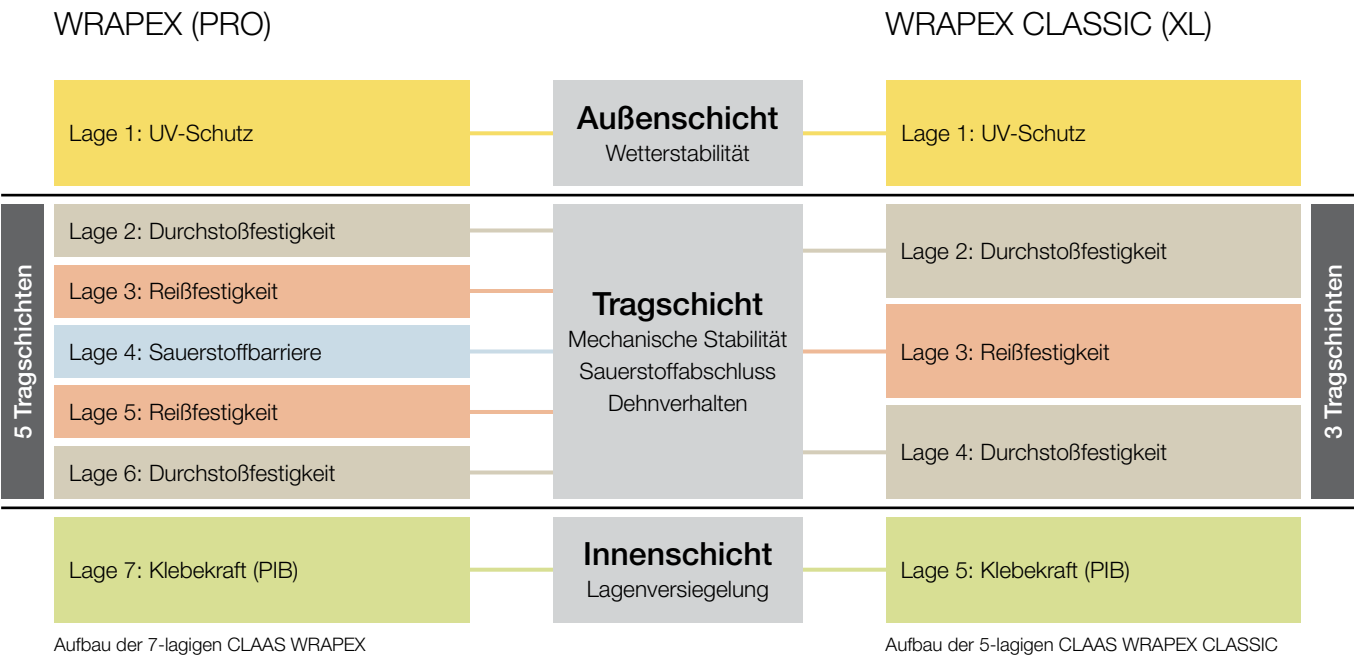 WRAPEX (PRO)
WRAPEX CLASSIC (XL)
Lage 1: UV-Schutz
Außenschicht
Wetterstabilität
Lage 1: UV-Schutz
5 Tragschichten
Lage 2: Durchstoßfestigkeit
Lage 3: Reißfestigkeit
Lage 4: Sauerstoffbarriere
Lage 5: Reißfestigkeit
Lage 6: Durchstoßfestigkeit
Tragschicht
Mechanische Stabilität
Sauerstoffabschluss
Dehnverhalten
Lage 2: Durchstoßfestigkeit
Lage 3: Reißfestigkeit
Lage 4: Durchstoßfestigkeit
3 Tragschichten
Lage 7: Klebekraft (PIB)
Innenschicht
Lagenversiegelung
Lage 5: Klebekraft (PIB)
Aufbau der 7-lagigen CLAAS WRAPEX
Aufbau der 5-lagigen CLAAS WRAPEX CLASSIC